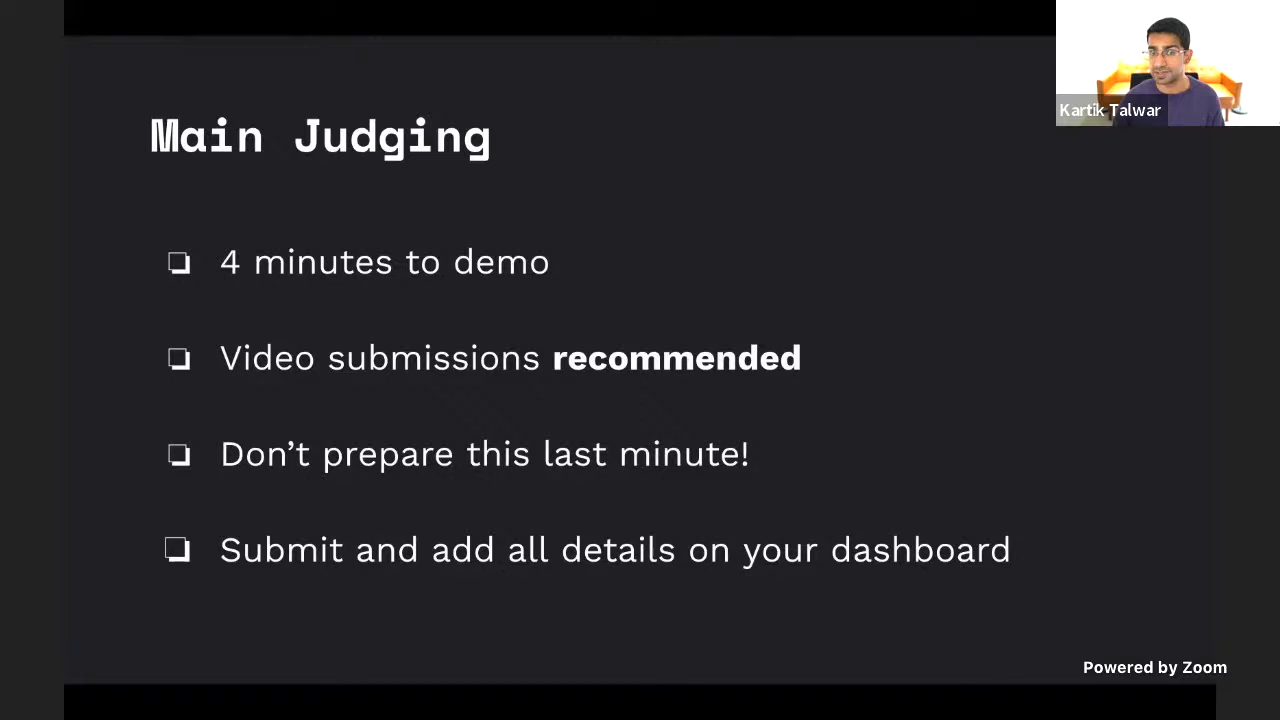 Main Judging
Kartik Talwar
❏ 4 minutes to demo
❏ Video submissions recommended
❏ Don’t prepare this last minute!
❏ Submit and add all details on your dashboard
Powered by Zoom